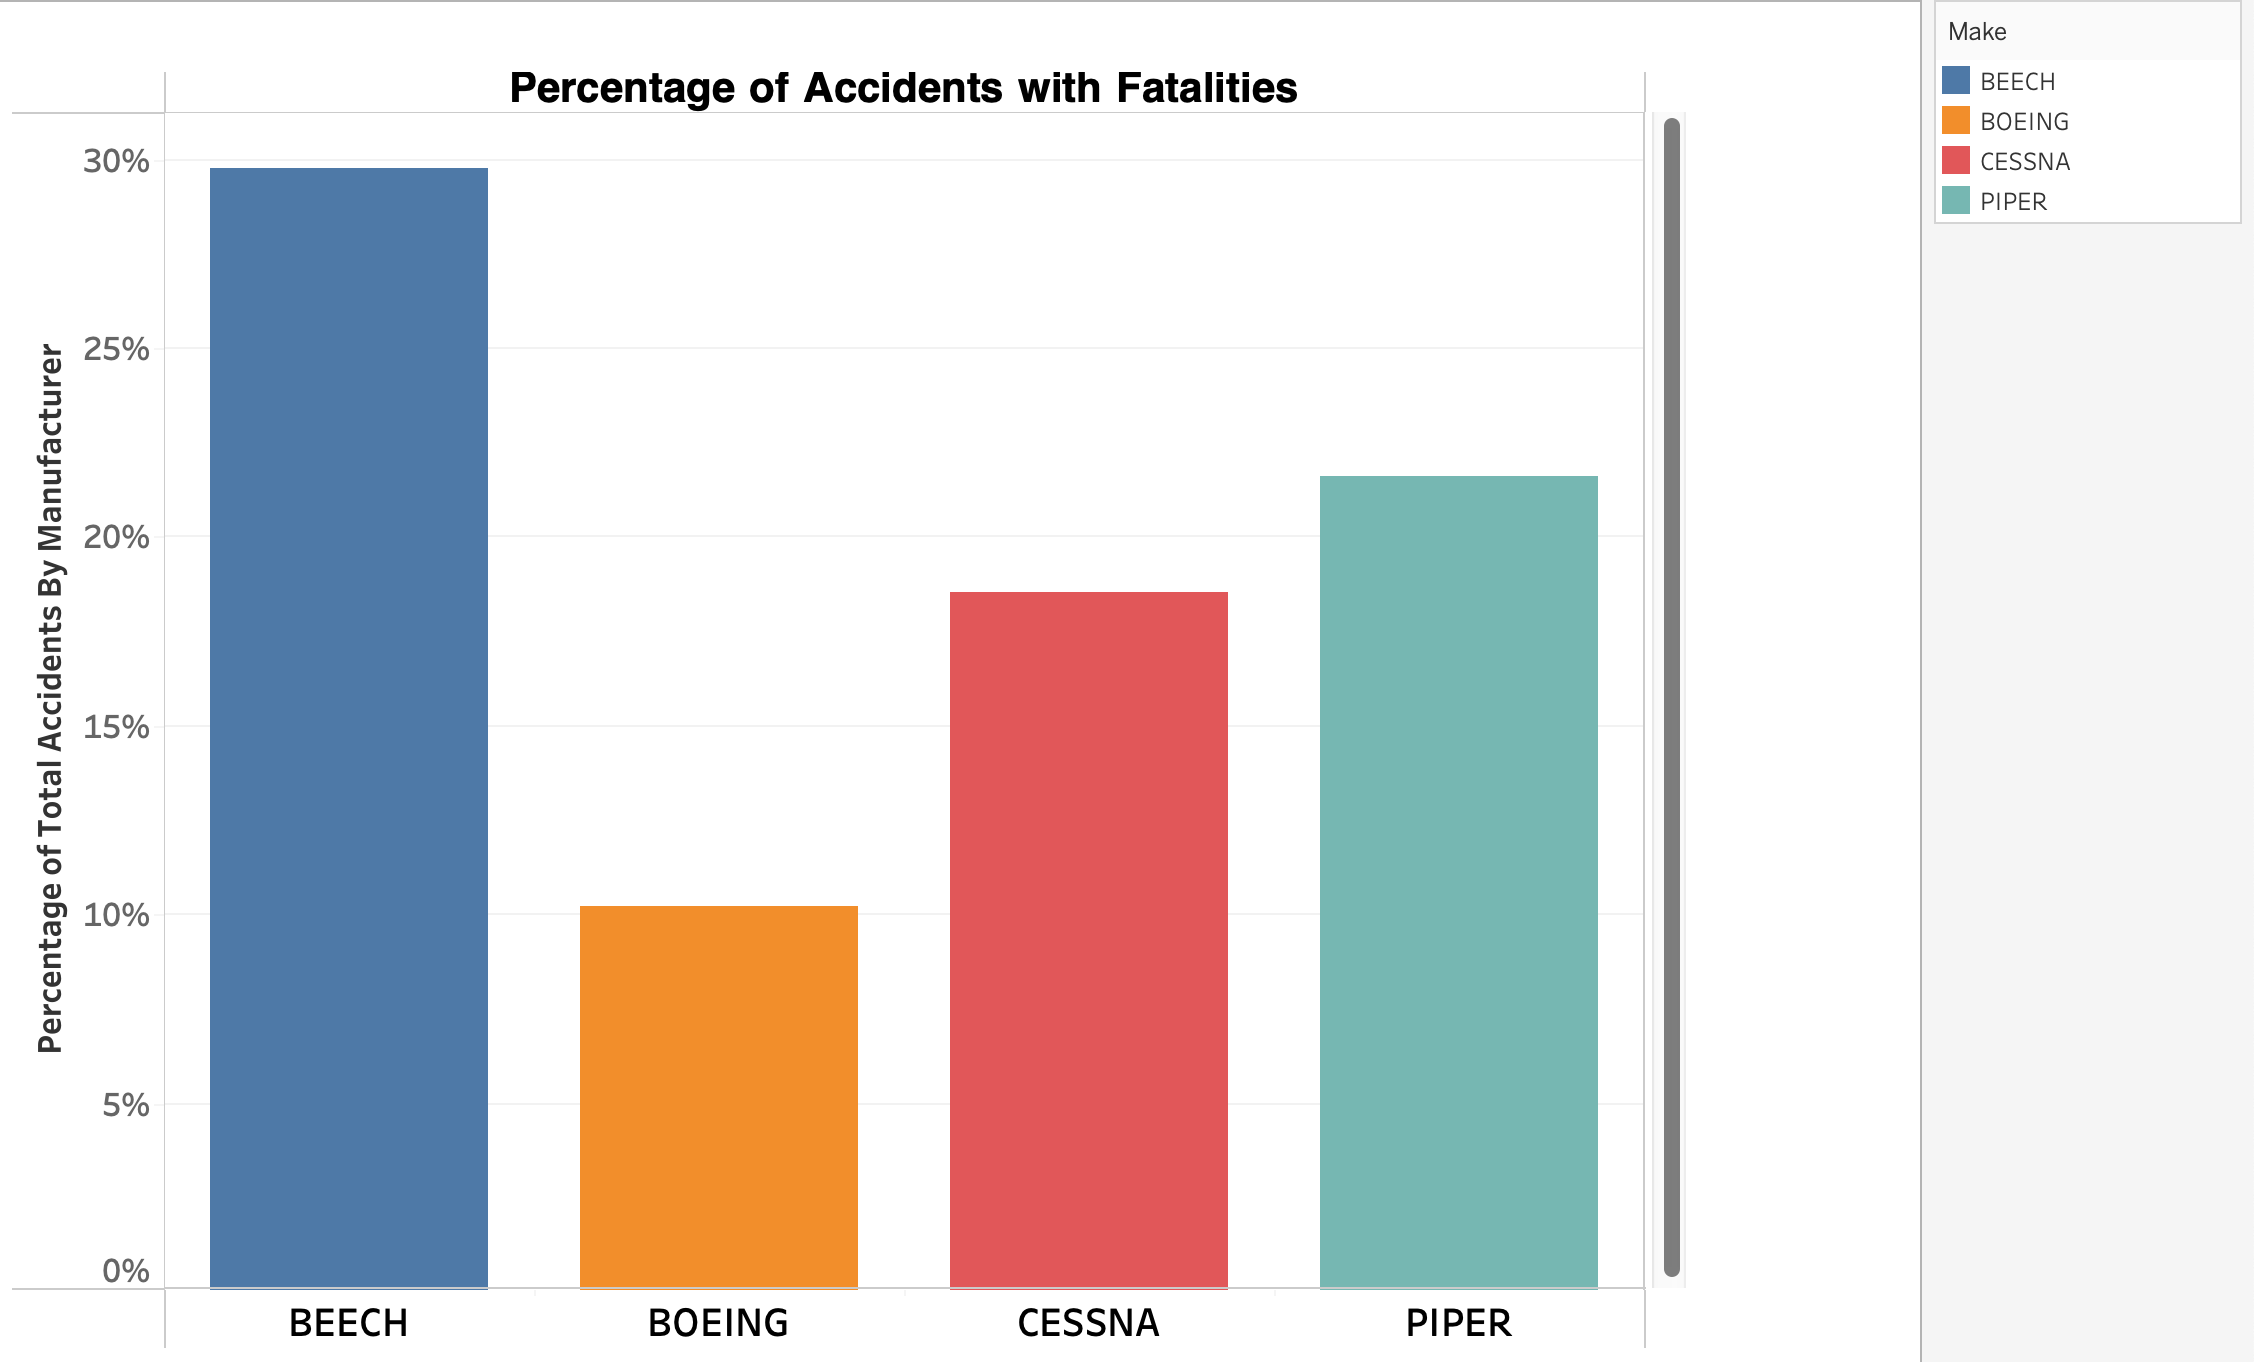 Percentage of Accidents with Fatalities
Percentage of Total Accidents By Manufacturer
30%
25%
20%
15%
10%
5%
0%
BEECH
BOEING
CESSNA
PIPER
Make
BEECH
BOEING
CESSNA
PIPER